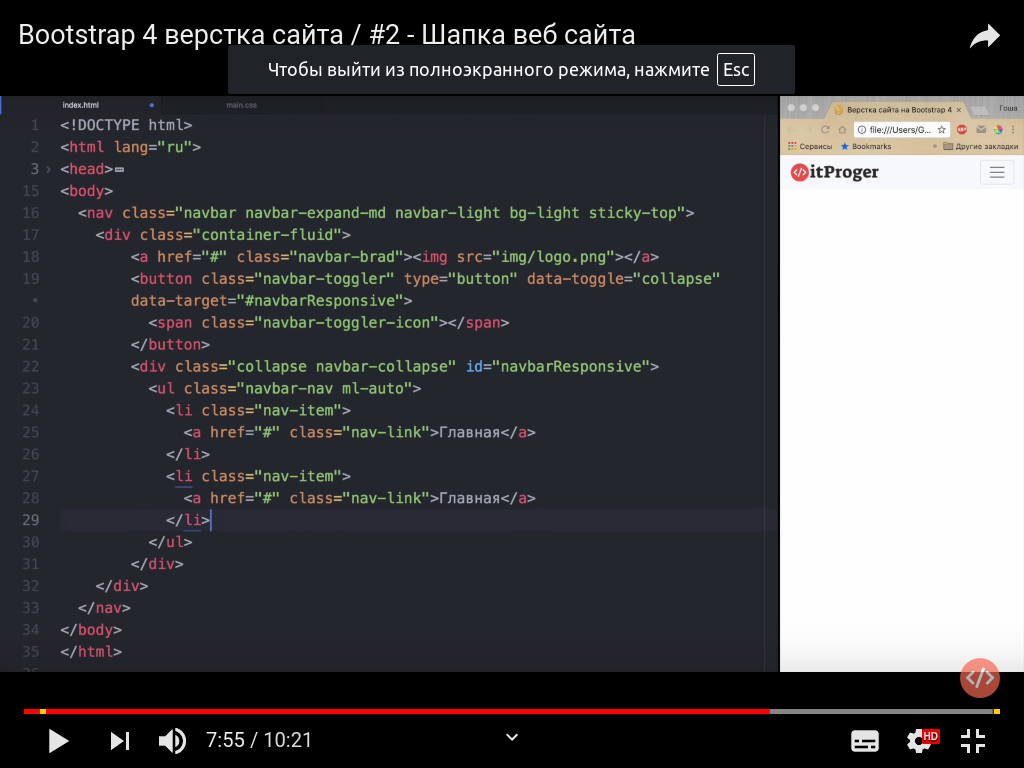 Bootstrap 4 верстка сайта / #2 - Шапка веб сайта
Чтобы выйти из полноэкранного режима, нажмите Esc
index.html main.css
1 <!DOCTYPE html>
2 <html lang="ru">
3 <head>
15 <body>
16 <nav class="navbar navbar-expand-md navbar-light bg-light sticky-top">
17 <div class="container-fluid">
18 <a href="#" class="navbar-brad"><img src="img/logo.png"></a>
19 <button class="navbar-toggler" type="button" data-toggle="collapse"
data-target="#navbarResponsive">
20 <span class="navbar-toggler-icon"></span>
21 </button>
22 <div class="collapse navbar-collapse" id="navbarResponsive">
23 <ul class="navbar-nav ml-auto">
24 <li class="nav-item">
25 <a href="#" class="nav-link">Главная</a>
26 </li>
27 <li class="nav-item">
28 <a href="#" class="nav-link">Главная</a>
29 </li>
30 </ul>
31 </div>
32 </div>
33 </nav>
34 </body>
35 </html>
Верстка сайта на Bootstrap 4 × Гоша
file:///Users/G...
Сервисы Bookmarks » Другие закладки
</>itProger
</>
7:55 / 10:21
HD